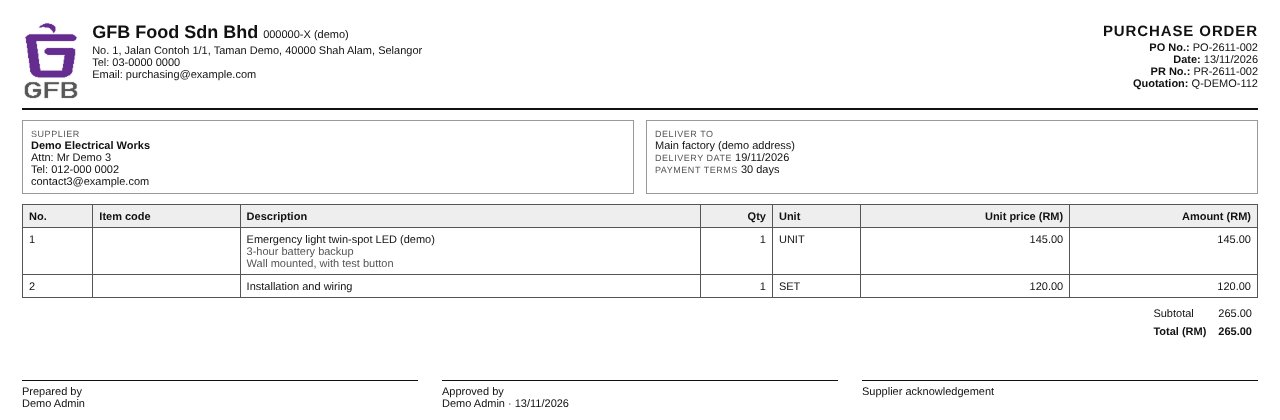 GFB
GFB Food Sdn Bhd 000000-X (demo)
No. 1, Jalan Contoh 1/1, Taman Demo, 40000 Shah Alam, Selangor
Tel: 03-0000 0000
Email: purchasing@example.com
PURCHASE ORDER
PO No.: PO-2611-002
Date: 13/11/2026
PR No.: PR-2611-002
Quotation: Q-DEMO-112
SUPPLIER
Demo Electrical Works
Attn: Mr Demo 3
Tel: 012-000 0002
contact3@example.com
DELIVER TO
Main factory (demo address)
DELIVERY DATE 19/11/2026
PAYMENT TERMS 30 days
No. Item code Description Qty Unit Unit price (RM) Amount (RM)
1 Emergency light twin-spot LED (demo) 1 UNIT 145.00 145.00
3-hour battery backup
Wall mounted, with test button
2 Installation and wiring 1 SET 120.00 120.00
Subtotal 265.00
Total (RM) 265.00
Prepared by
Demo Admin
Approved by
Demo Admin · 13/11/2026
Supplier acknowledgement